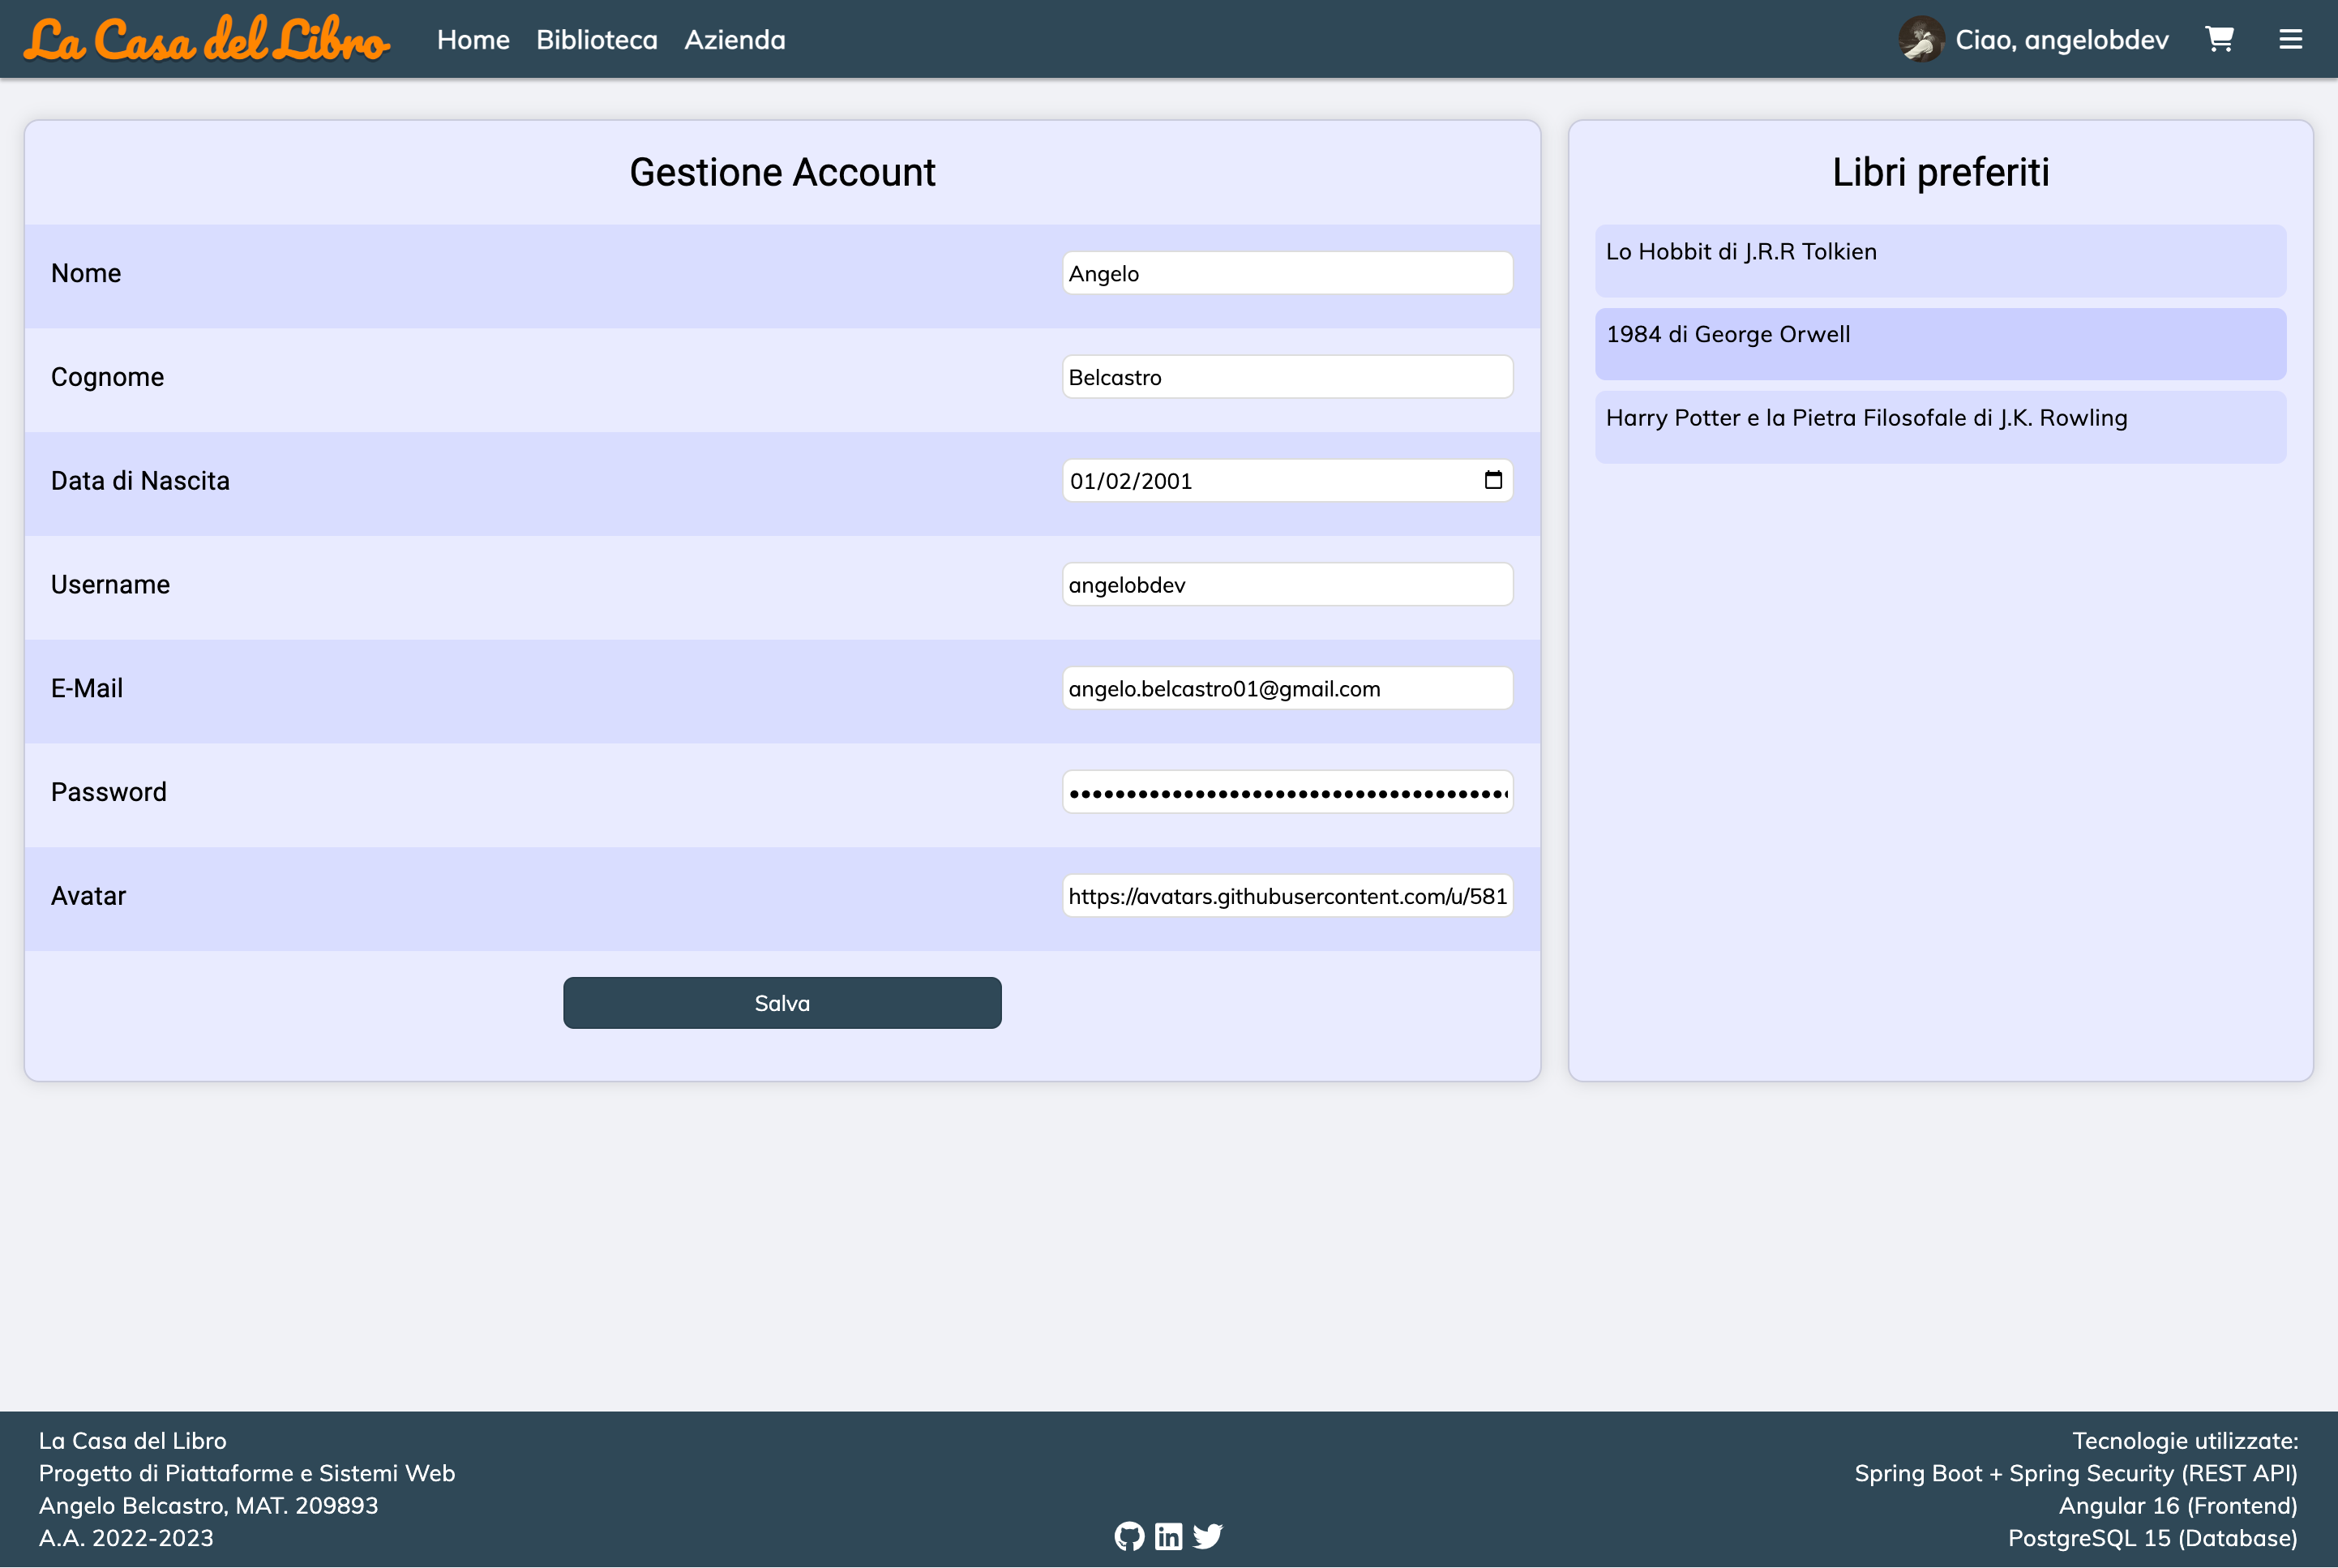 La Casa del Libro
Home Biblioteca Azienda
Ciao, angelobdev
Gestione Account
Nome
Angelo
Cognome
Belcastro
Data di Nascita
01/02/2001
Username
angelobdev
E-Mail
angelo.belcastro01@gmail.com
Password
Avatar
https://avatars.githubusercontent.com/u/581
Salva
Libri preferiti
Lo Hobbit di J.R.R Tolkien
1984 di George Orwell
Harry Potter e la Pietra Filosofale di J.K. Rowling
La Casa del Libro
Progetto di Piattaforme e Sistemi Web
Angelo Belcastro, MAT. 209893
A.A. 2022-2023
Tecnologie utilizzate:
Spring Boot + Spring Security (REST API)
Angular 16 (Frontend)
PostgreSQL 15 (Database)